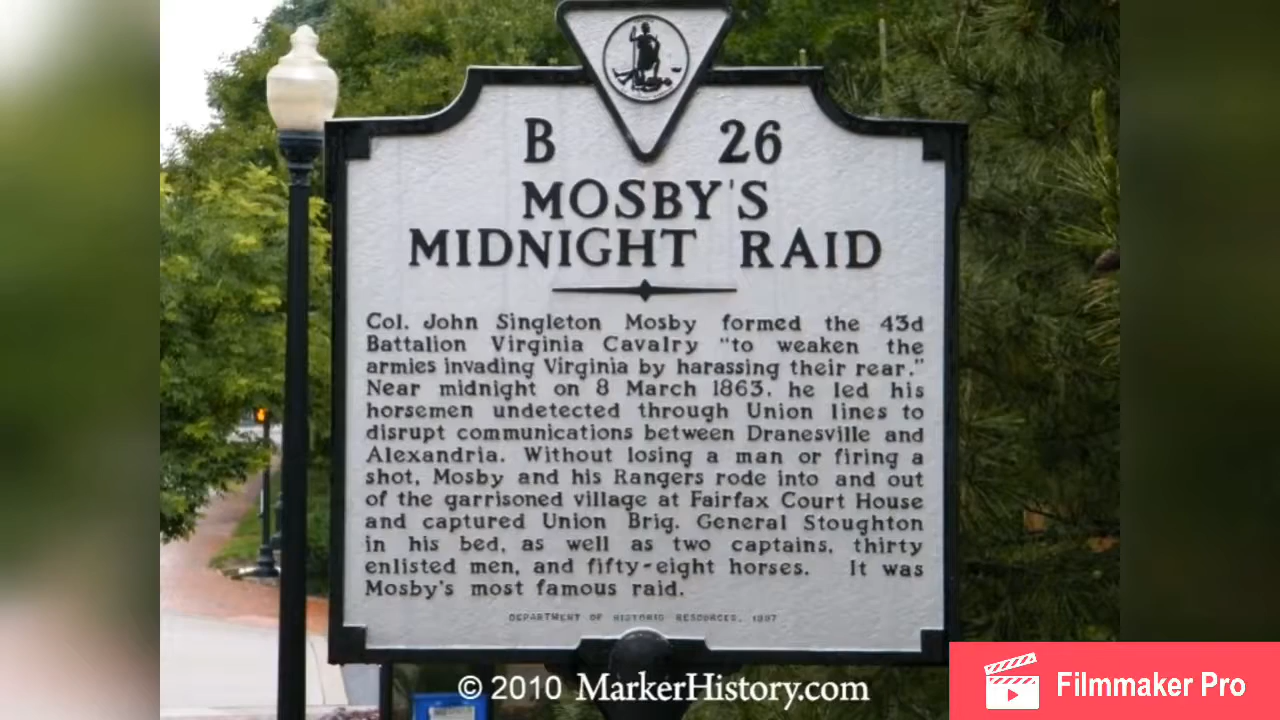 B 26
MOSBY'S
MIDNIGHT RAID
Col. John Singleton Mosby formed the 43d
Battalion Virginia Cavalry "to weaken the
armies invading Virginia by harassing their rear."
Near midnight on 8 March 1863, he led his
horsemen undetected through Union lines to
disrupt communications between Dranesville and
Alexandria. Without losing a man or firing a
shot, Mosby and his Rangers rode into and out
of the garrisoned village at Fairfax Court House
and captured Union Brig. General Stoughton
in his bed, as well as two captains, thirty
enlisted men, and fifty-eight horses. It was
Mosby's most famous raid.
DEPARTMENT OF HISTORIC RESOURCES, 1997
© 2010 MarkerHistory.com
Filmmaker Pro